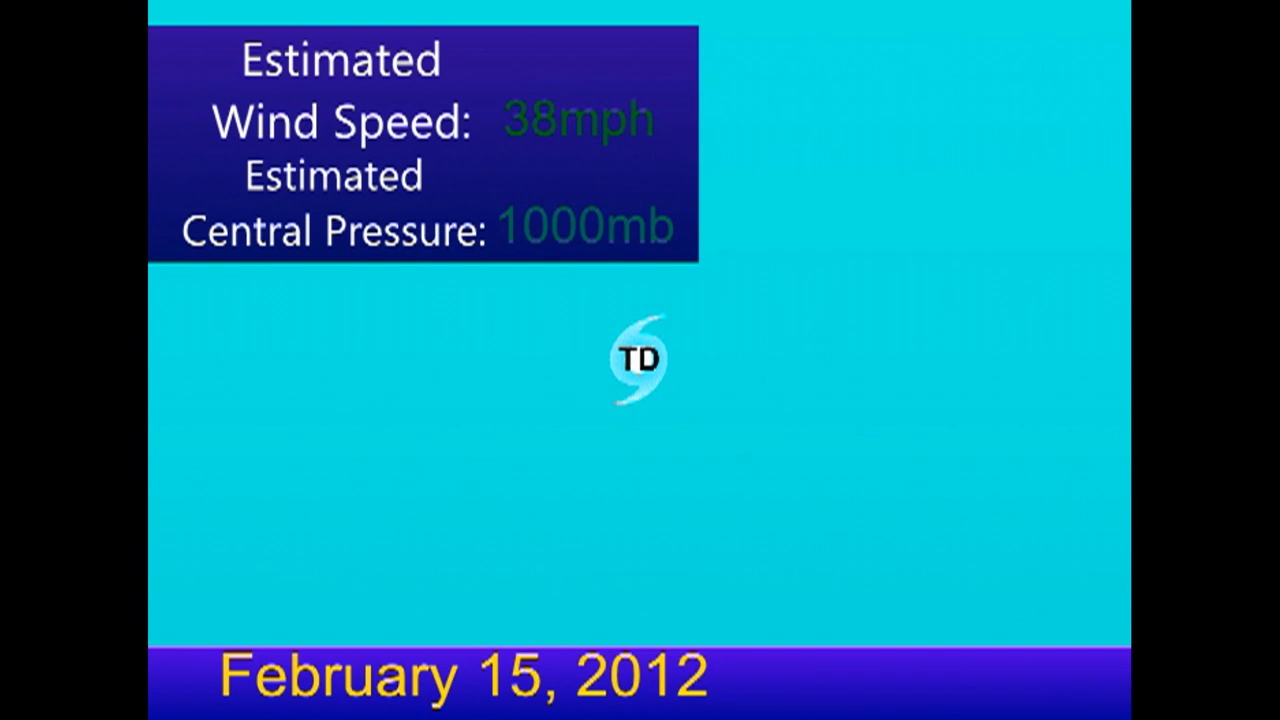 Estimated
Wind Speed: 38mph
Estimated
Central Pressure: 1000mb
TD
February 15, 2012